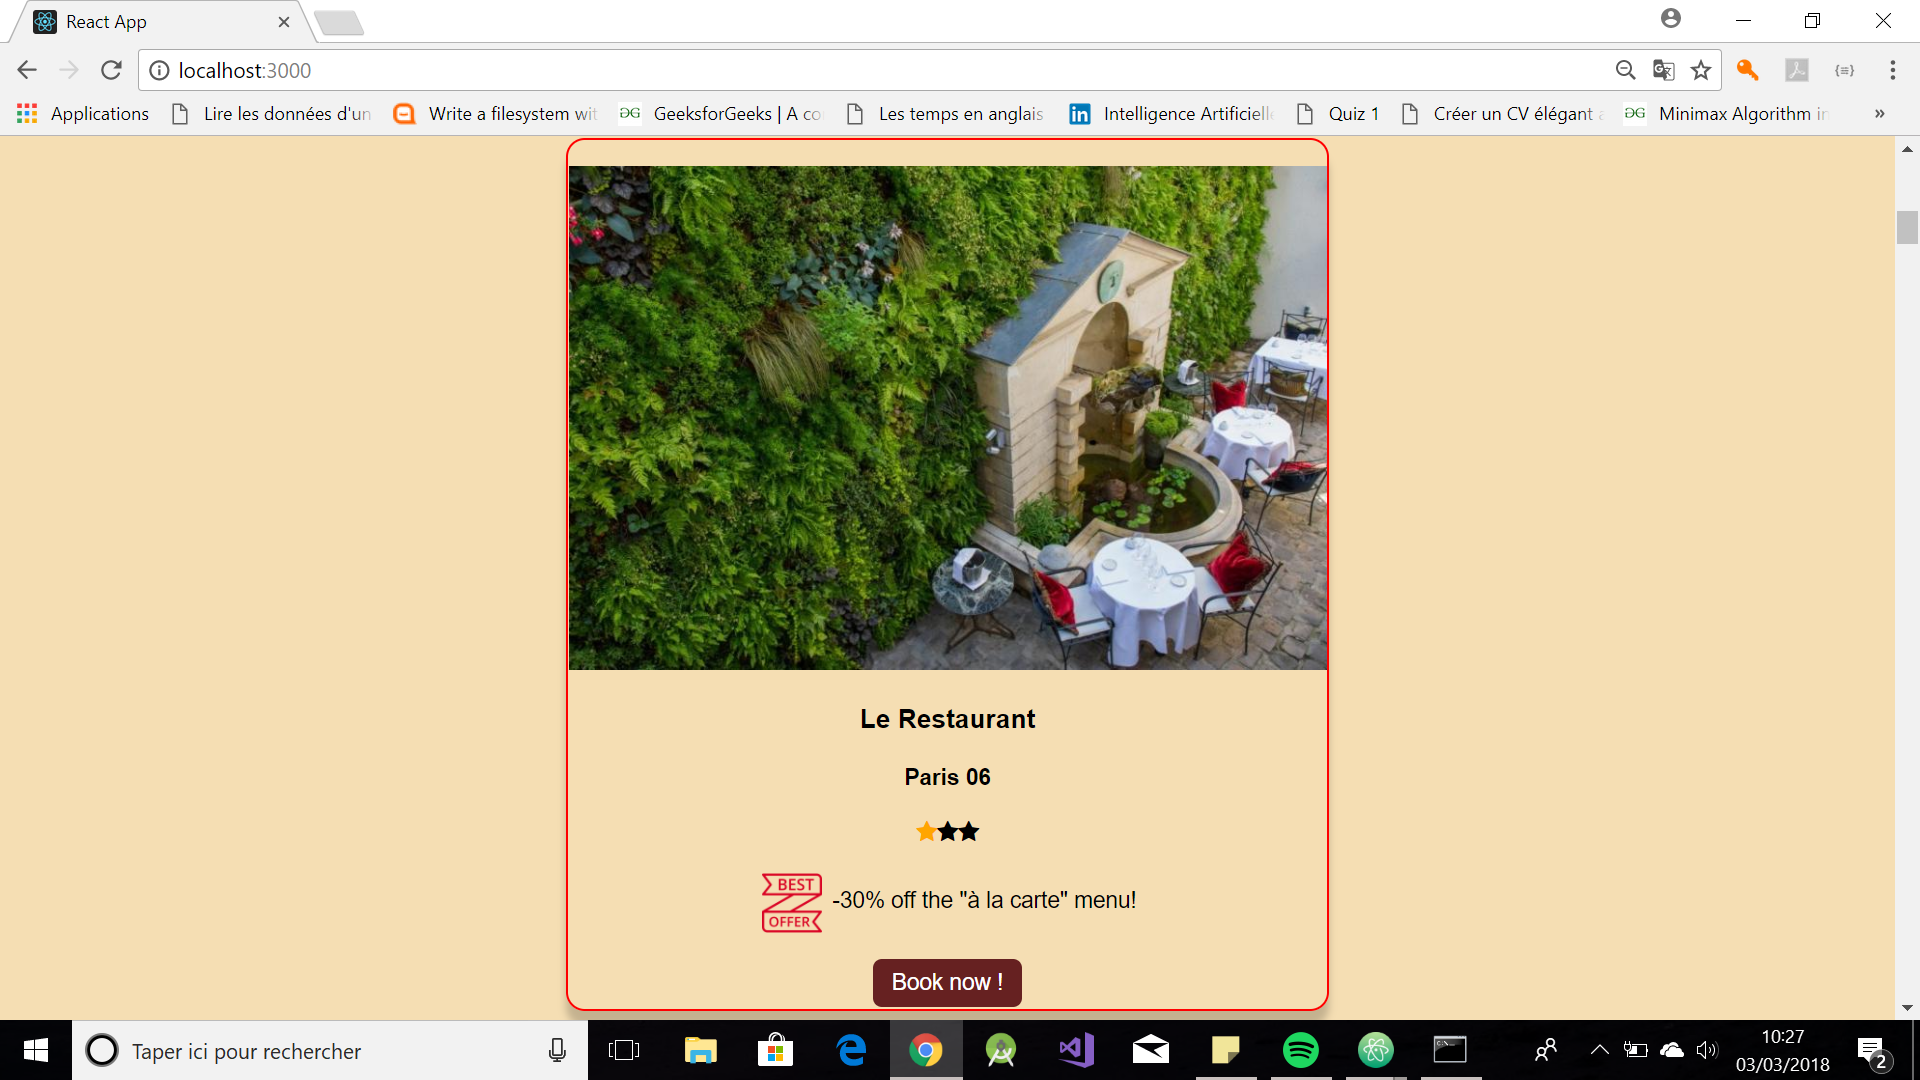 React App
localhost:3000
Applications Lire les données d'un Write a filesystem wit GeeksforGeeks | A co Les temps en anglais Intelligence Artificielle Quiz 1 Créer un CV élégant a Minimax Algorithm in »
Le Restaurant
Paris 06
BEST
OFFER
-30% off the "à la carte" menu!
Book now !
Taper ici pour rechercher
10:27
03/03/2018
2